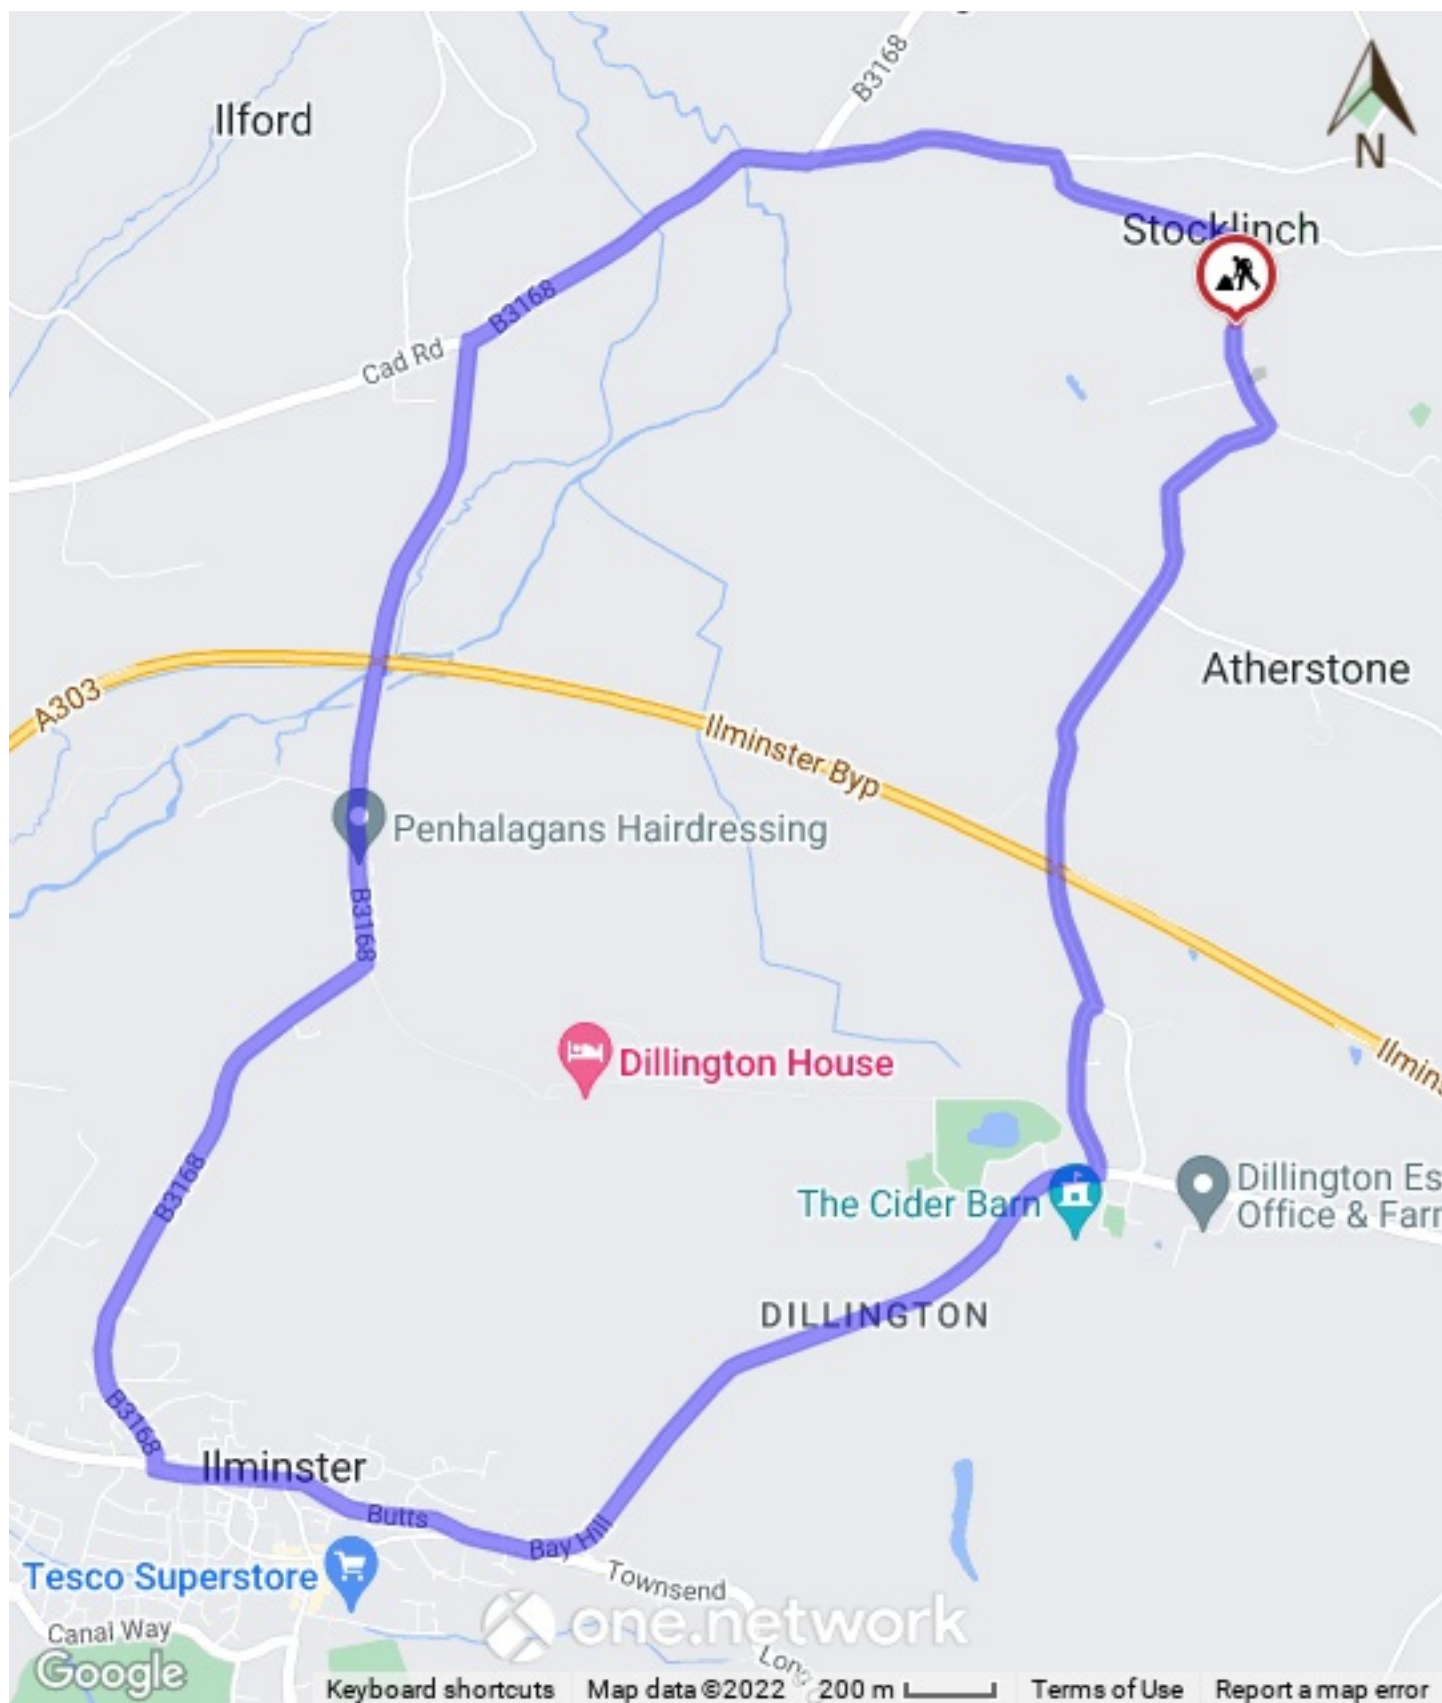 B3168
Ilford
N
Stocklinch
B3168
Cad Rd
Atherstone
A303
Ilminster Byp
Penhalagans Hairdressing
B3168
Dillington House
Ilmins
B3168
The Cider Barn
Dillington Es
Office & Farr
DILLINGTON
B3168
Ilminster
Butts
Bay Hill
Townsend
Tesco Superstore
one.network
Canal Way
Long
Google
Keyboard shortcuts
Map data ©2022
200 m
Terms of Use
Report a map error